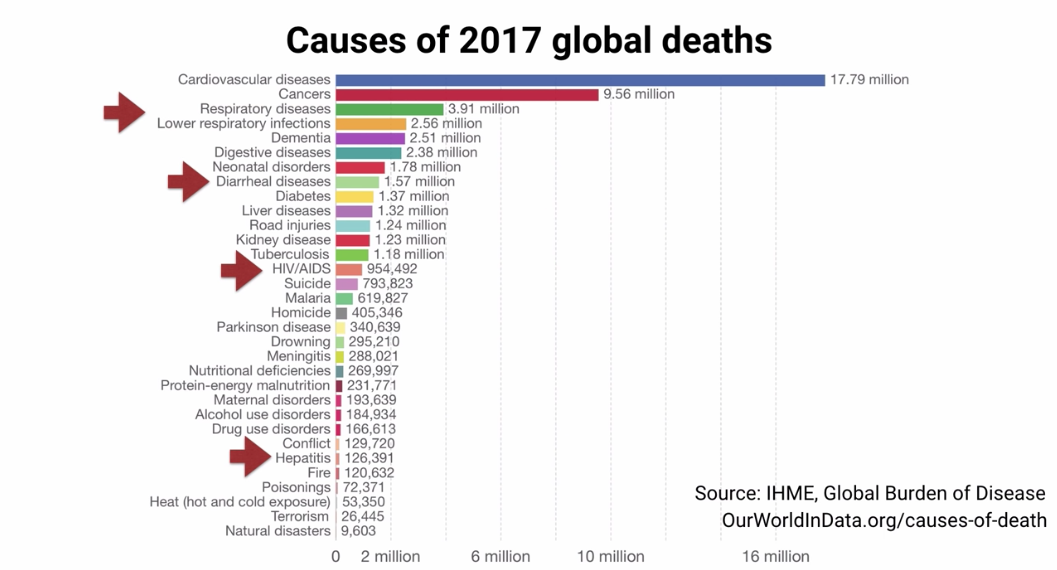 Causes of 2017 global deaths
Cardiovascular diseases 17.79 million
Cancers 9.56 million
Respiratory diseases 3.91 million
Lower respiratory infections 2.56 million
Dementia 2.51 million
Digestive diseases 2.38 million
Neonatal disorders 1.78 million
Diarrheal diseases 1.57 million
Diabetes 1.37 million
Liver diseases 1.32 million
Road injuries 1.24 million
Kidney disease 1.23 million
Tuberculosis 1.18 million
HIV/AIDS 954,492
Suicide 793,823
Malaria 619,827
Homicide 405,346
Parkinson disease 340,639
Drowning 295,210
Meningitis 288,021
Nutritional deficiencies 269,997
Protein-energy malnutrition 231,771
Maternal disorders 193,639
Alcohol use disorders 184,934
Drug use disorders 166,613
Conflict 129,720
Hepatitis 126,391
Fire 120,632
Poisonings 72,371
Heat (hot and cold exposure) 53,350
Terrorism 26,445
Natural disasters 9,603
0 2 million 6 million 10 million 16 million
Source: IHME, Global Burden of Disease
OurWorldInData.org/causes-of-death